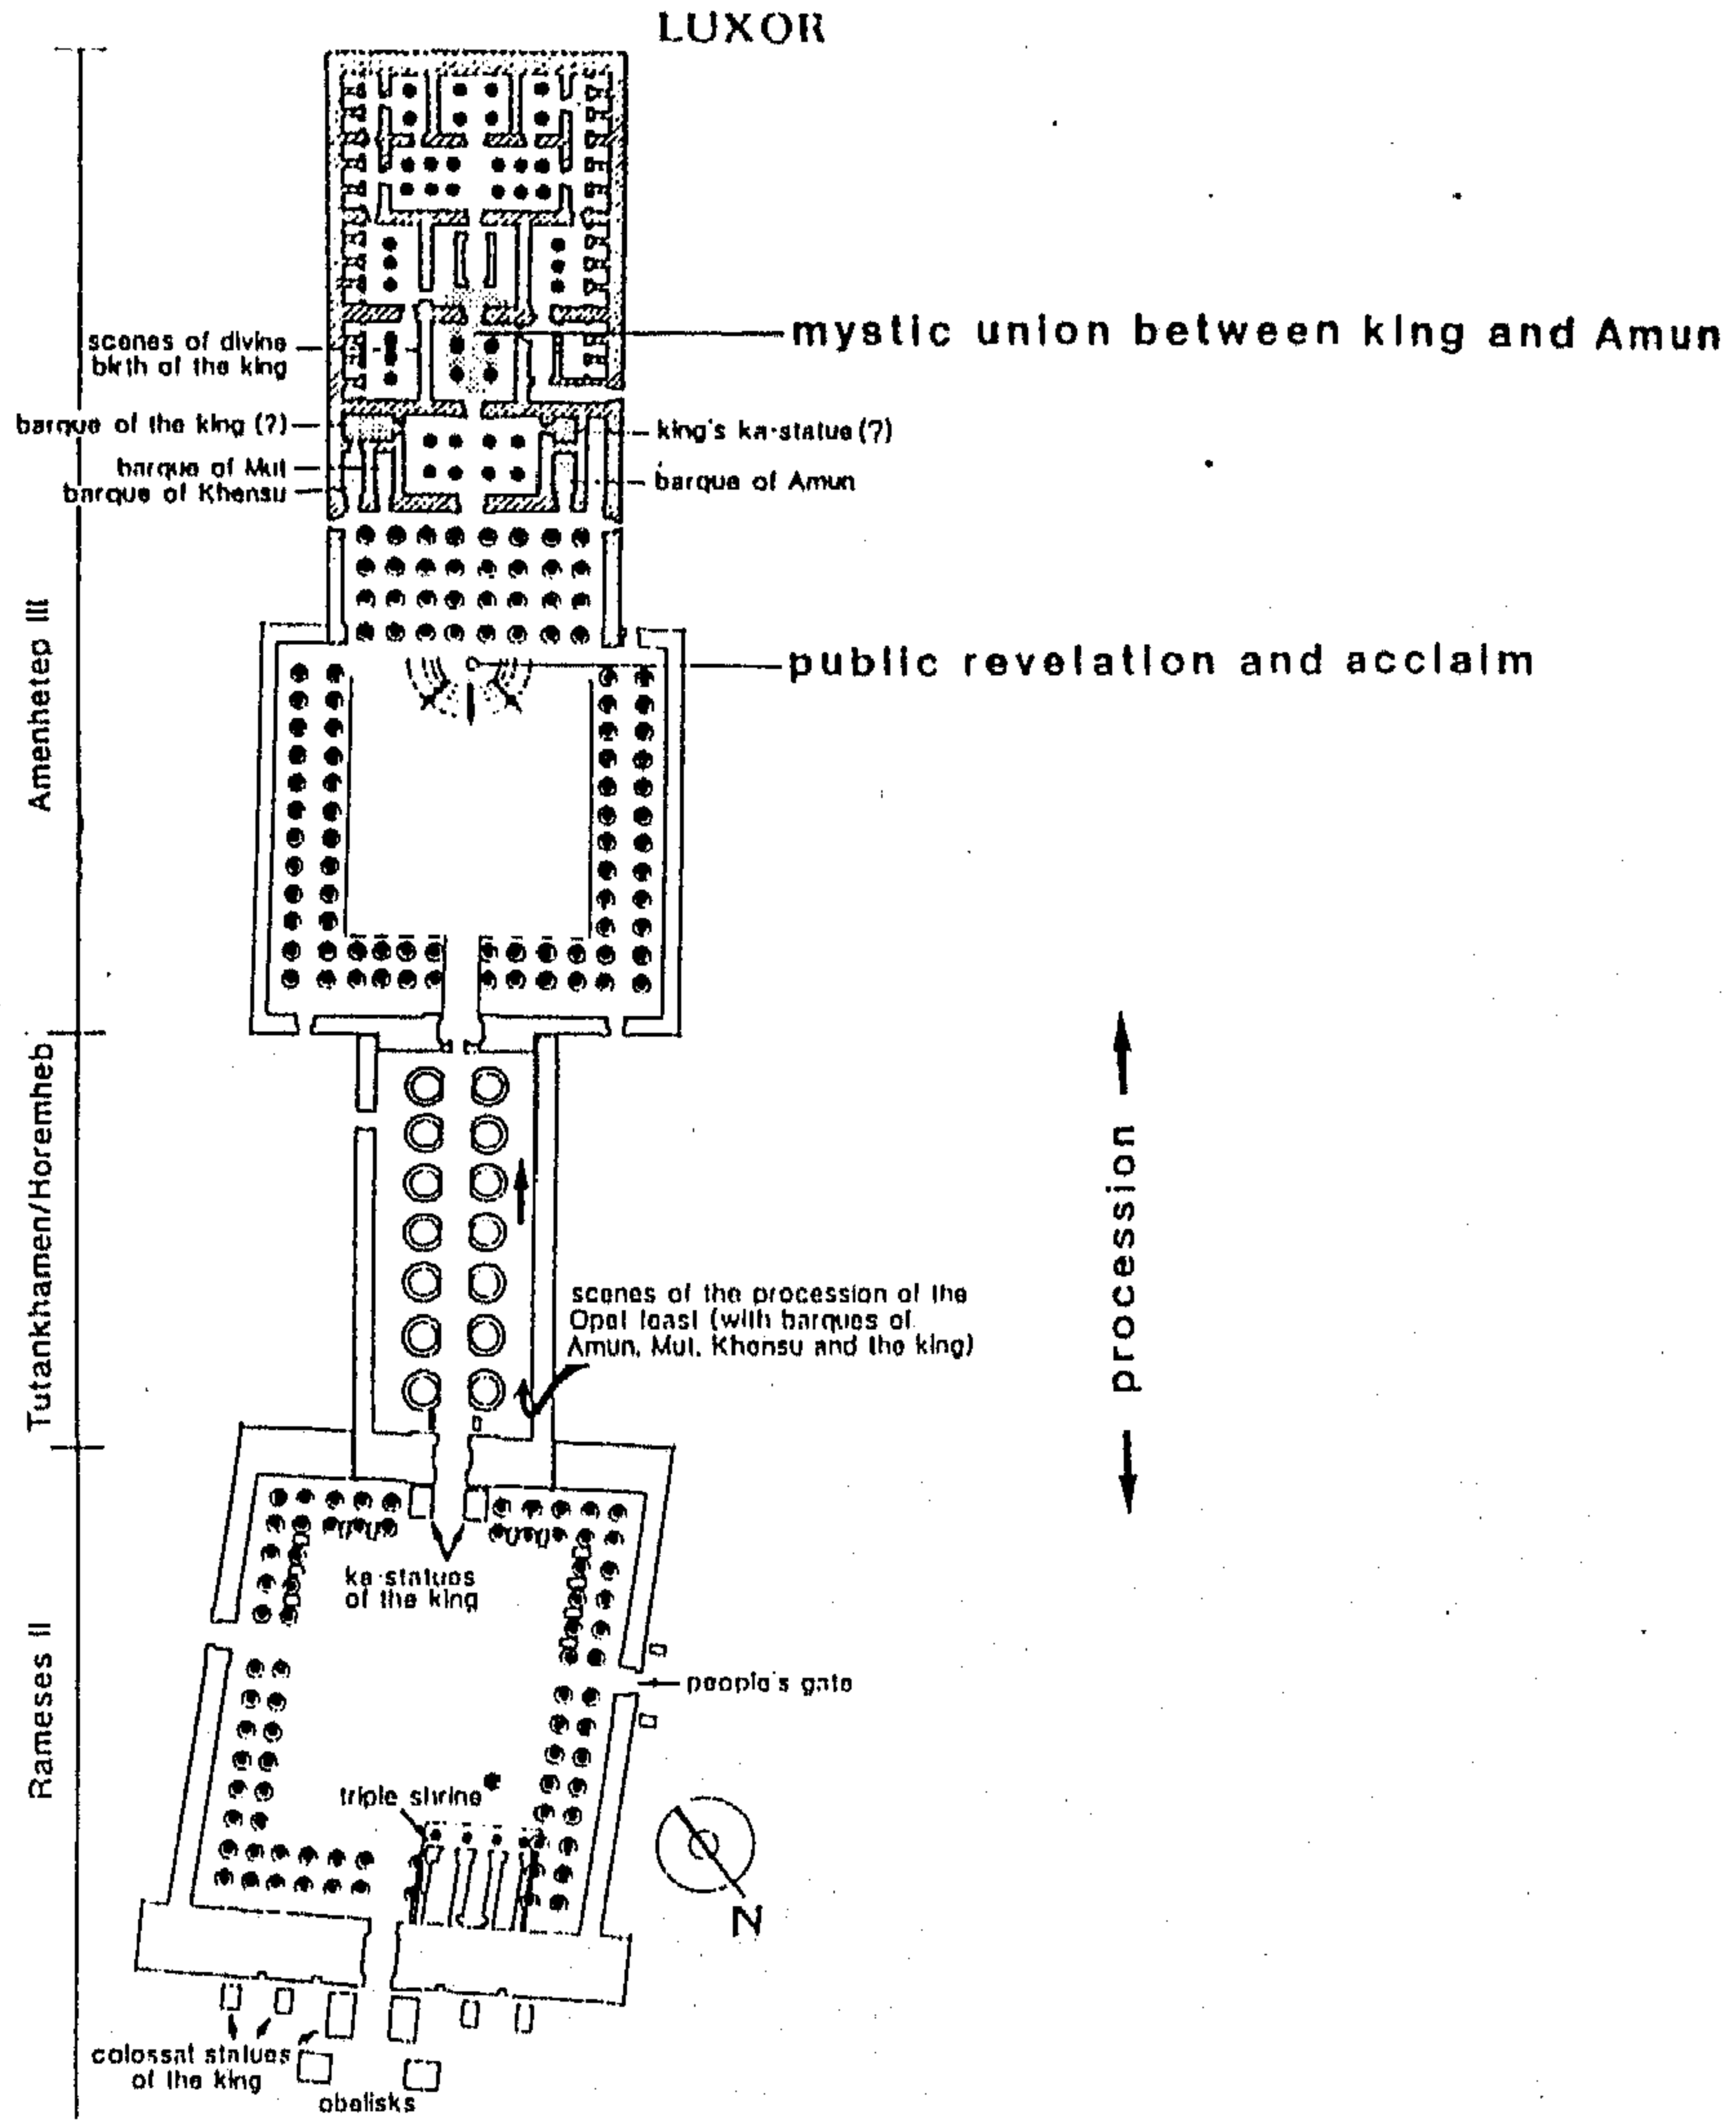 LUXOR
mystic union between king and Amun
scenes of divine
birth of the king
barque of the king (?)
king's ka-statue (?)
barque of Mut
barque of Khensu
barque of Amun
Amenhetep III
public revelation and acclaim
Tutankhamen/Horemheb
procession
scenes of the procession of the
Opet feast (with barques of
Amun, Mut, Khonsu and the king)
ka-statues
of the king
Rameses II
people's gate
triple shrine
N
colossal statues
of the king
obelisks